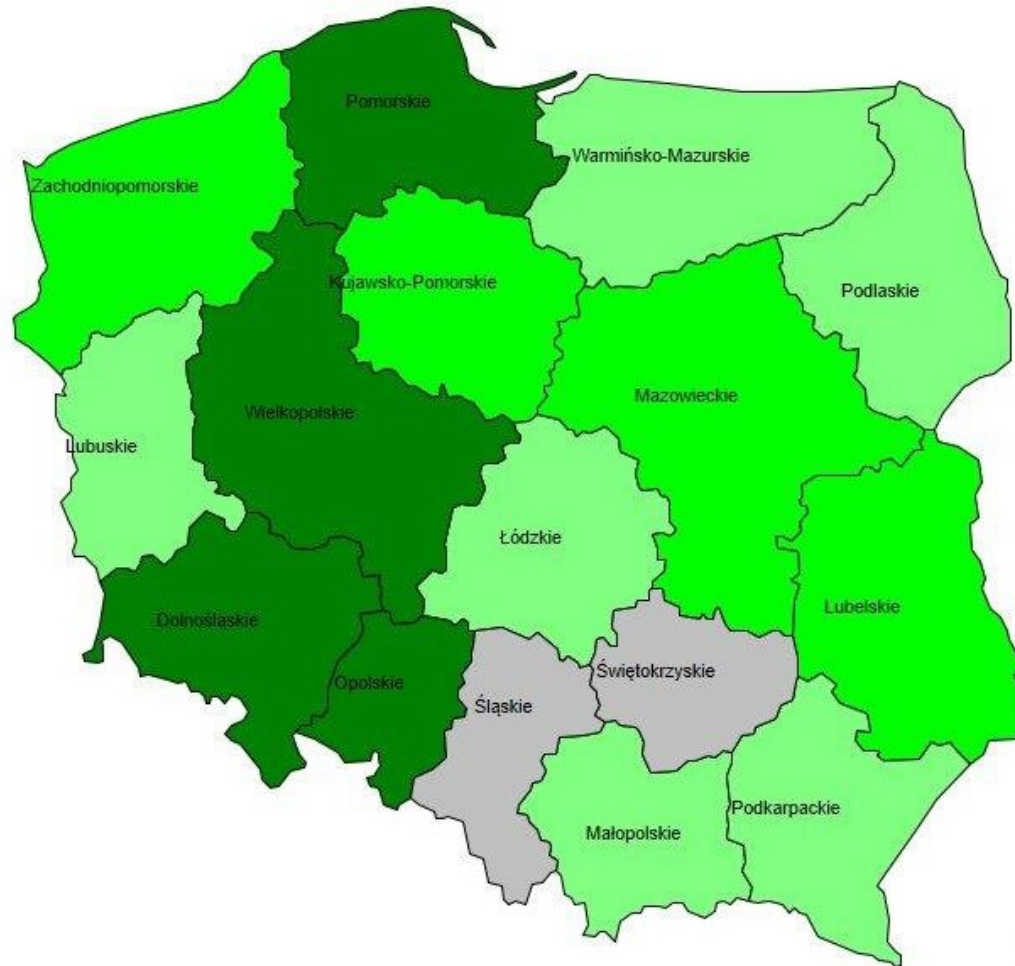 Pomorskie
Warmińsko-Mazurskie
Zachodniopomorskie
Kujawsko-Pomorskie
Podlaskie
Mazowieckie
Wielkopolskie
Lubuskie
Łódzkie
Lubelskie
Dolnośląskie
Świętokrzyskie
Opolskie
Śląskie
Podkarpackie
Małopolskie